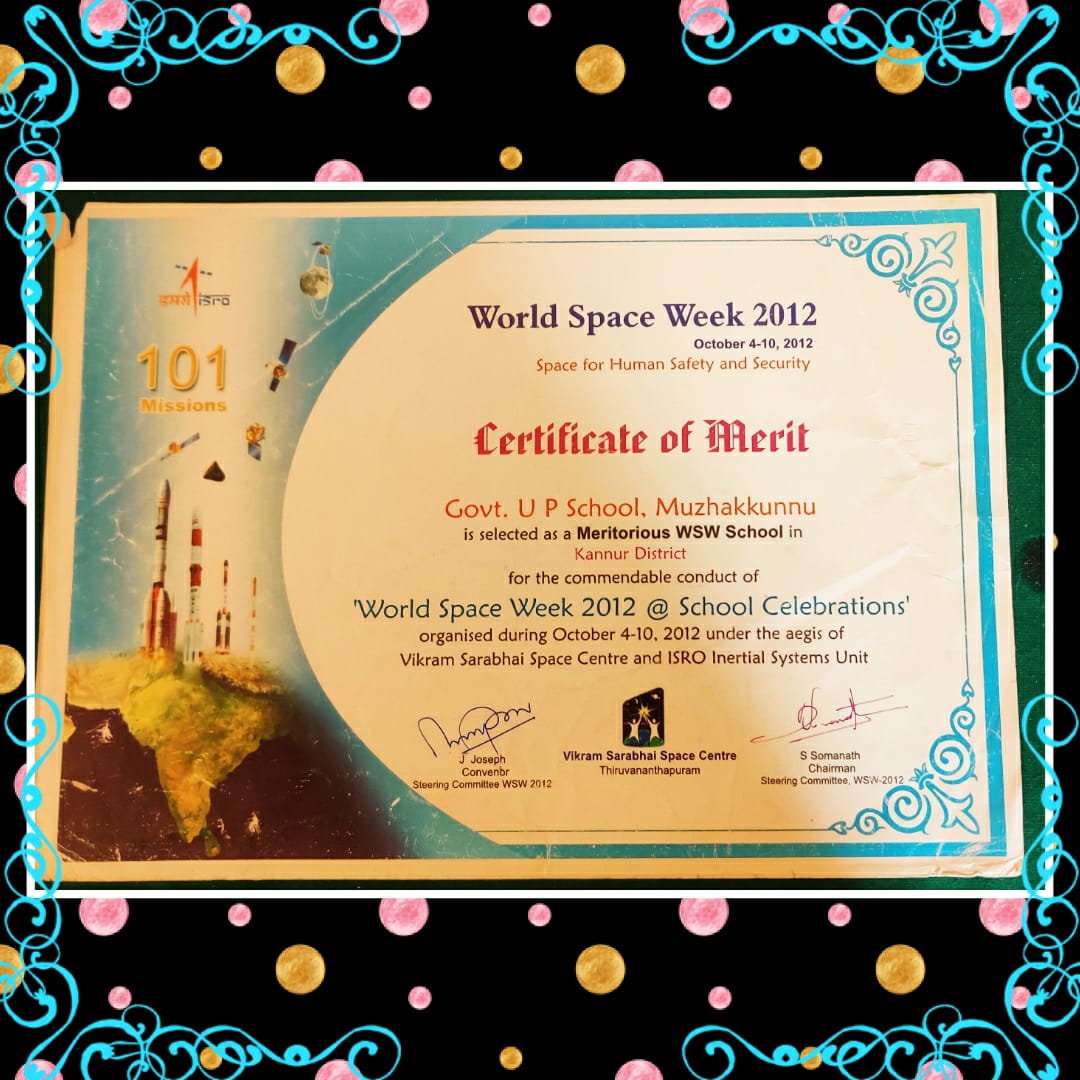 इसरो isro
101
Missions
World Space Week 2012
October 4-10, 2012
Space for Human Safety and Security
Certificate of Merit
Govt. U P School, Muzhakkunnu
is selected as a Meritorious WSW School in
Kannur District
for the commendable conduct of
'World Space Week 2012 @ School Celebrations'
organised during October 4-10, 2012 under the aegis of
Vikram Sarabhai Space Centre and ISRO Inertial Systems Unit
J Joseph
Convenor
Steering Committee WSW 2012
Vikram Sarabhai Space Centre
Thiruvananthapuram
S Somanath
Chairman
Steering Committee, WSW-2012